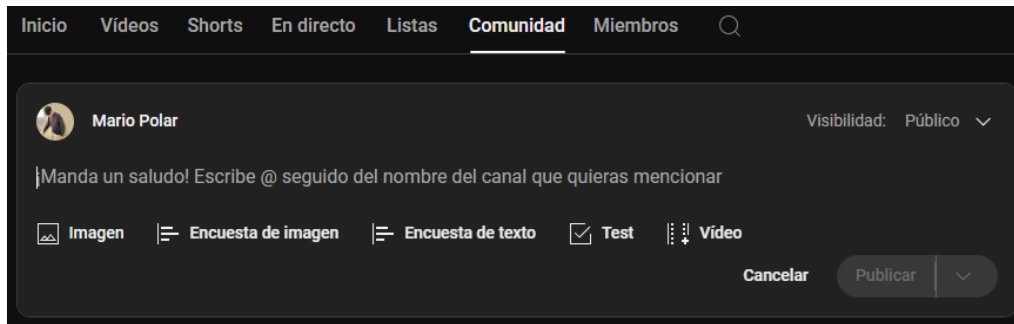 Inicio Vídeos Shorts En directo Listas Comunidad Miembros
Mario Polar
Visibilidad: Público
¡Manda un saludo! Escribe @ seguido del nombre del canal que quieras mencionar
Imagen Encuesta de imagen Encuesta de texto Test Vídeo
Cancelar Publicar